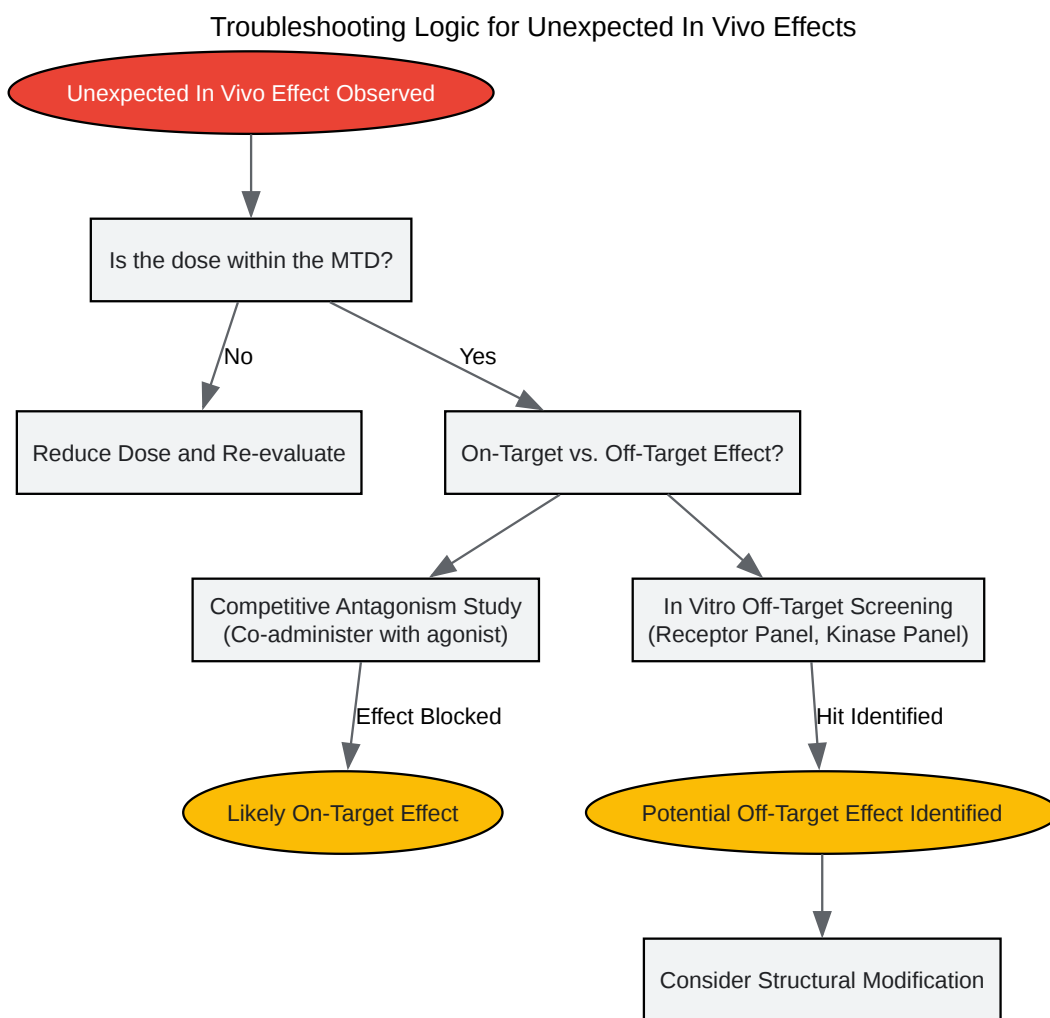 Troubleshooting Logic for Unexpected In Vivo Effects
Unexpected In Vivo Effect Observed
Is the dose within the MTD?
No
Yes
Reduce Dose and Re-evaluate
On-Target vs. Off-Target Effect?
Competitive Antagonism Study
(Co-administer with agonist)
In Vitro Off-Target Screening
(Receptor Panel, Kinase Panel)
Effect Blocked
Hit Identified
Likely On-Target Effect
Potential Off-Target Effect Identified
Consider Structural Modification